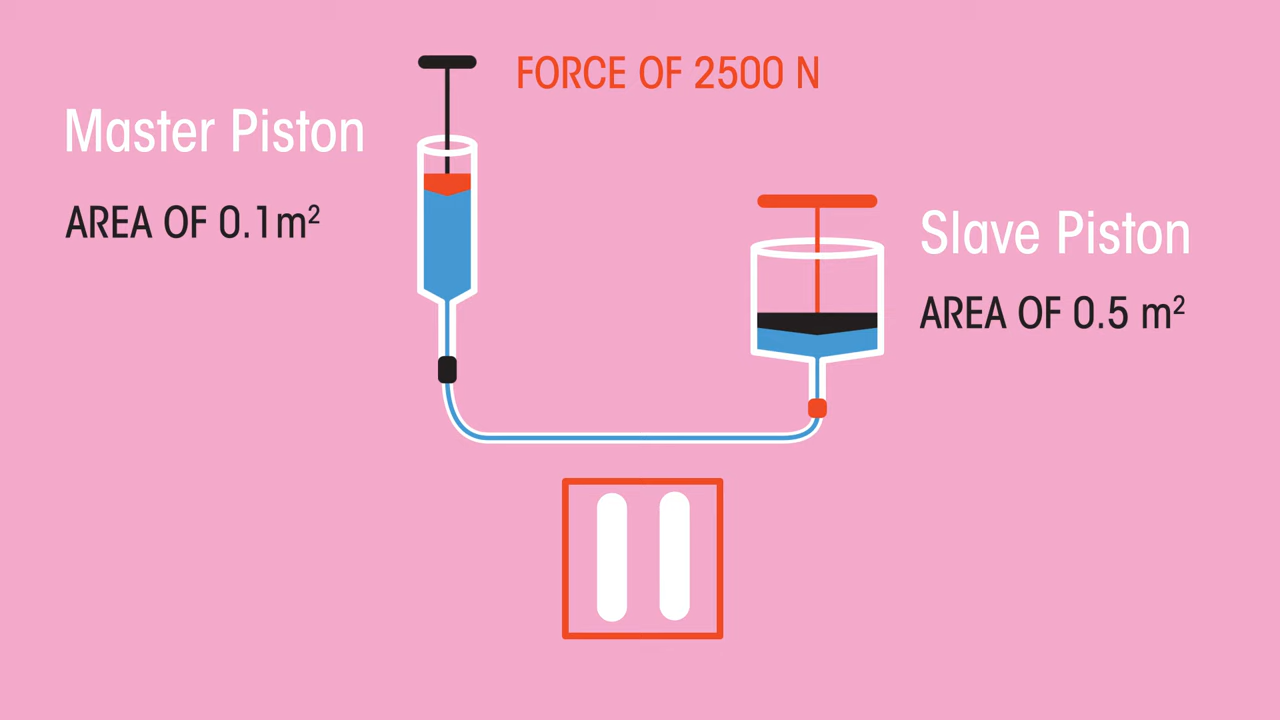 FORCE OF 2500 N
Master Piston
AREA OF 0.1m²
Slave Piston
AREA OF 0.5 m²